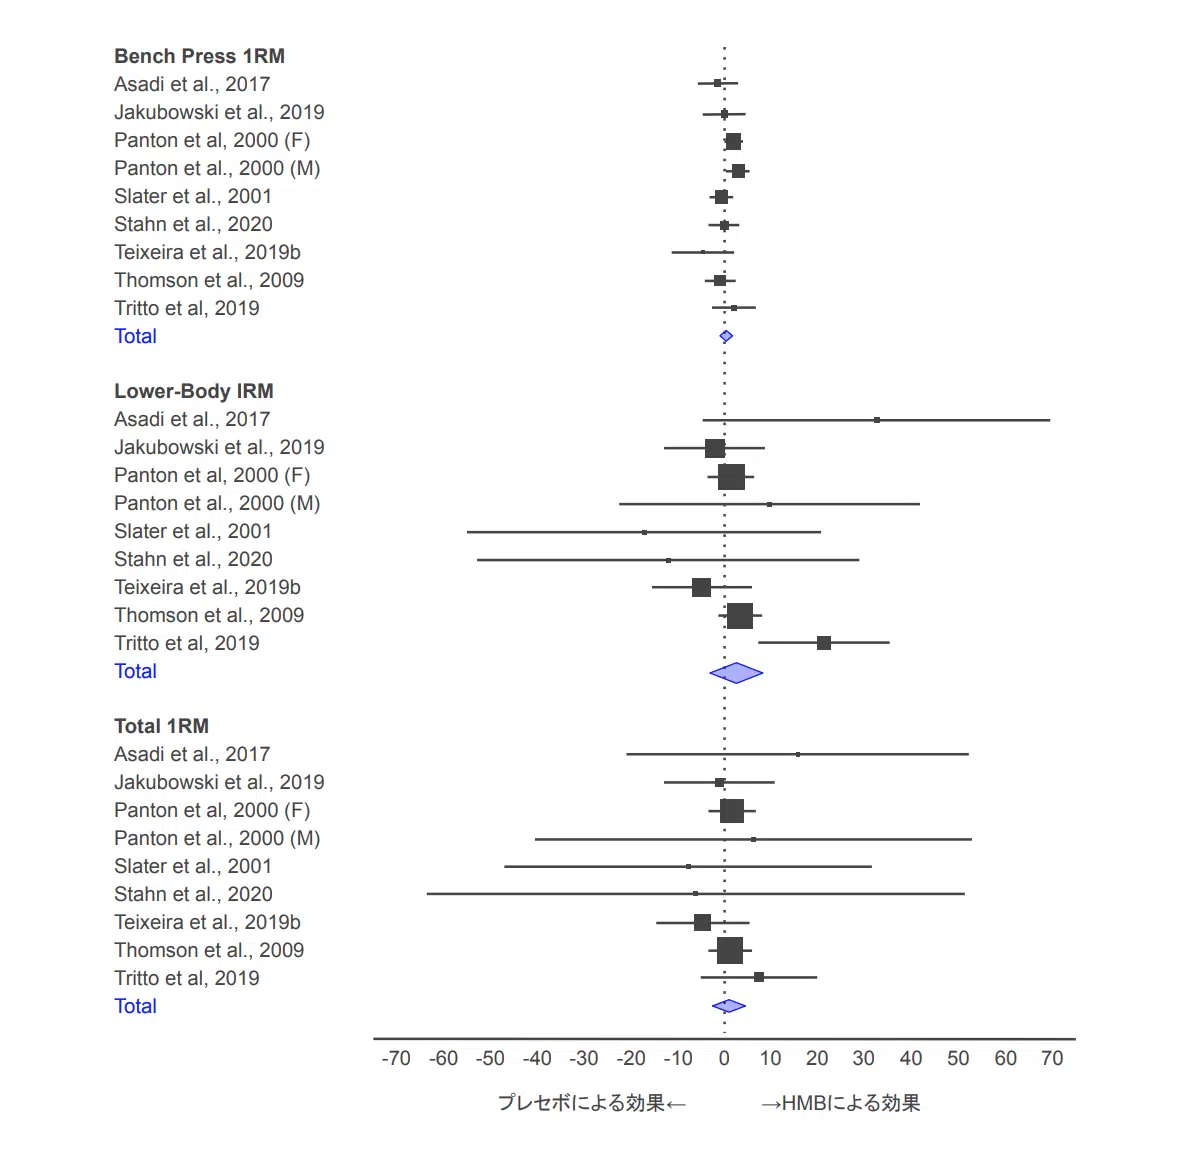 Bench Press 1RM
Asadi et al., 2017
Jakubowski et al., 2019
Panton et al, 2000 (F)
Panton et al., 2000 (M)
Slater et al., 2001
Stahn et al., 2020
Teixeira et al., 2019b
Thomson et al., 2009
Tritto et al, 2019
Total
Lower-Body IRM
Asadi et al., 2017
Jakubowski et al., 2019
Panton et al, 2000 (F)
Panton et al., 2000 (M)
Slater et al., 2001
Stahn et al., 2020
Teixeira et al., 2019b
Thomson et al., 2009
Tritto et al, 2019
Total
Total 1RM
Asadi et al., 2017
Jakubowski et al., 2019
Panton et al, 2000 (F)
Panton et al., 2000 (M)
Slater et al., 2001
Stahn et al., 2020
Teixeira et al., 2019b
Thomson et al., 2009
Tritto et al, 2019
Total
-70 -60 -50 -40 -30 -20 -10 0 10 20 30 40 50 60 70
プレセボによる効果← →HMBによる効果